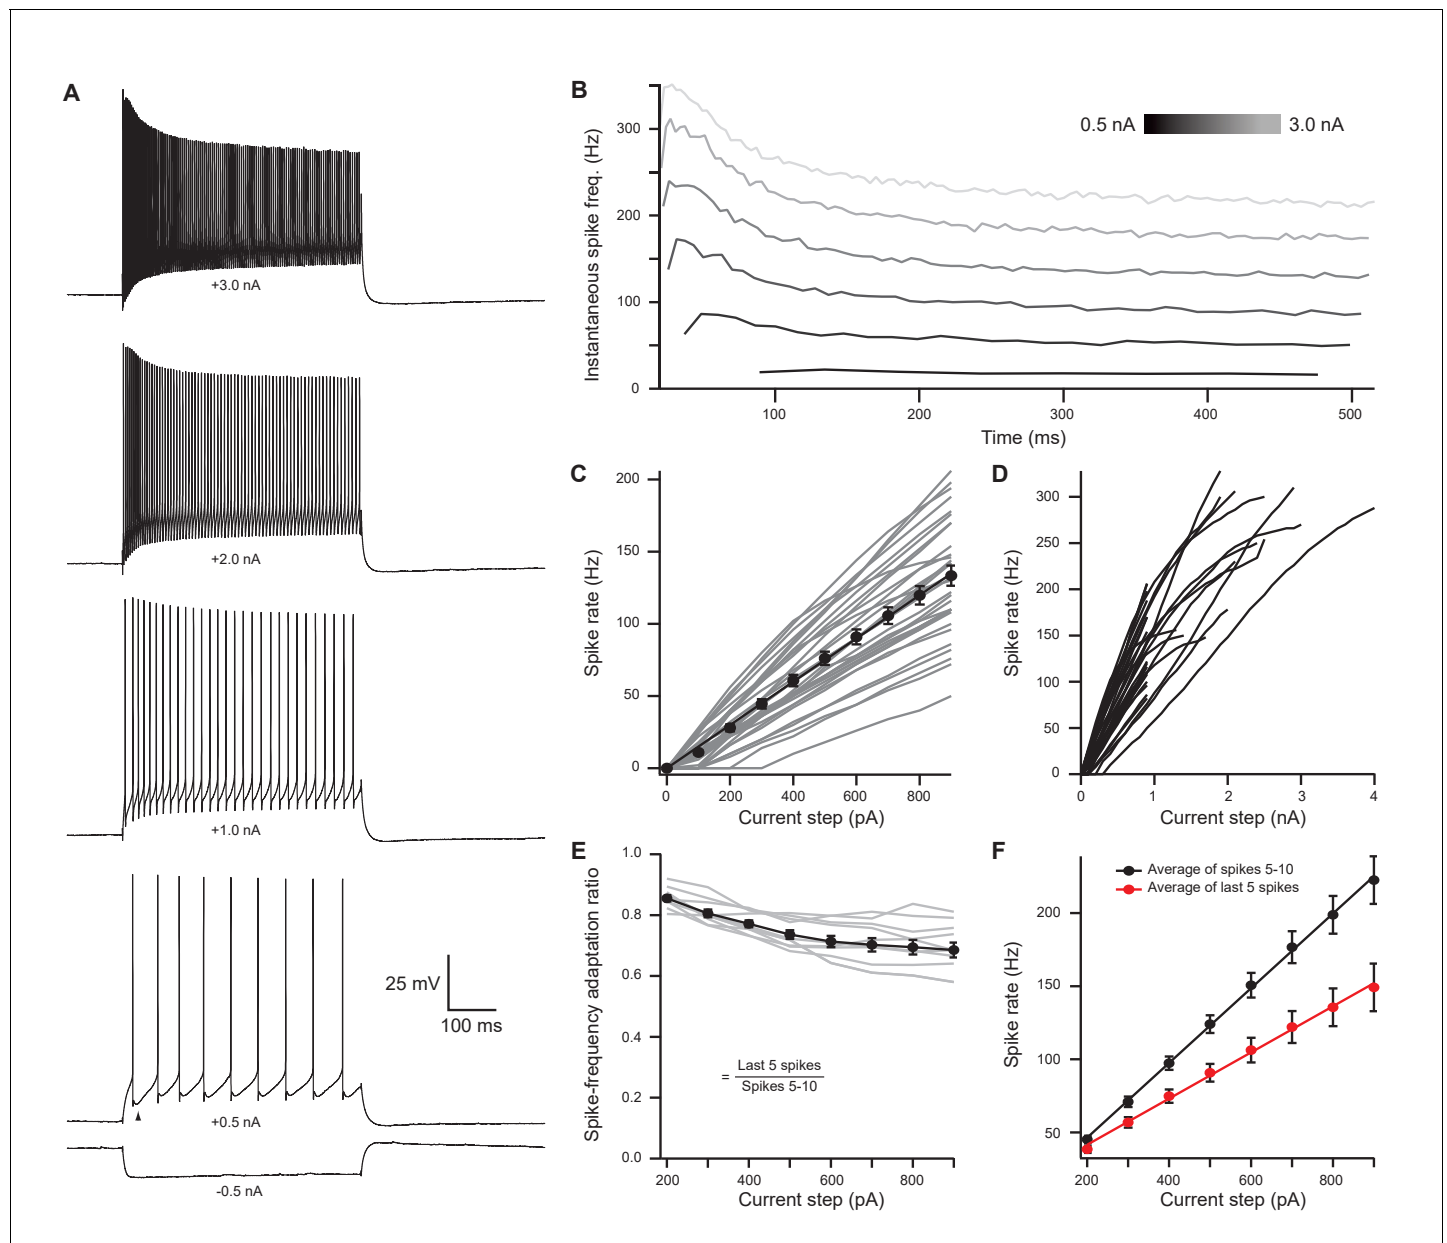 A
+3.0 nA
+2.0 nA
+1.0 nA
25 mV
100 ms
+0.5 nA
-0.5 nA
B
Instantaneous spike freq. (Hz)
300
200
100
0
0.5 nA
3.0 nA
100
200
300
400
500
Time (ms)
C
Spike rate (Hz)
200
150
100
50
0
0
200
400
600
800
Current step (pA)
D
Spike rate (Hz)
300
250
200
150
100
50
0
0
1
2
3
4
Current step (nA)
E
Spike-frequency adaptation ratio
1.0
0.8
0.6
0.4
0.2
0.0
= Last 5 spikes
Spikes 5-10
200
400
600
800
Current step (pA)
F
Average of spikes 5-10
Average of last 5 spikes
Spike rate (Hz)
200
150
100
50
200
400
600
800
Current step (pA)